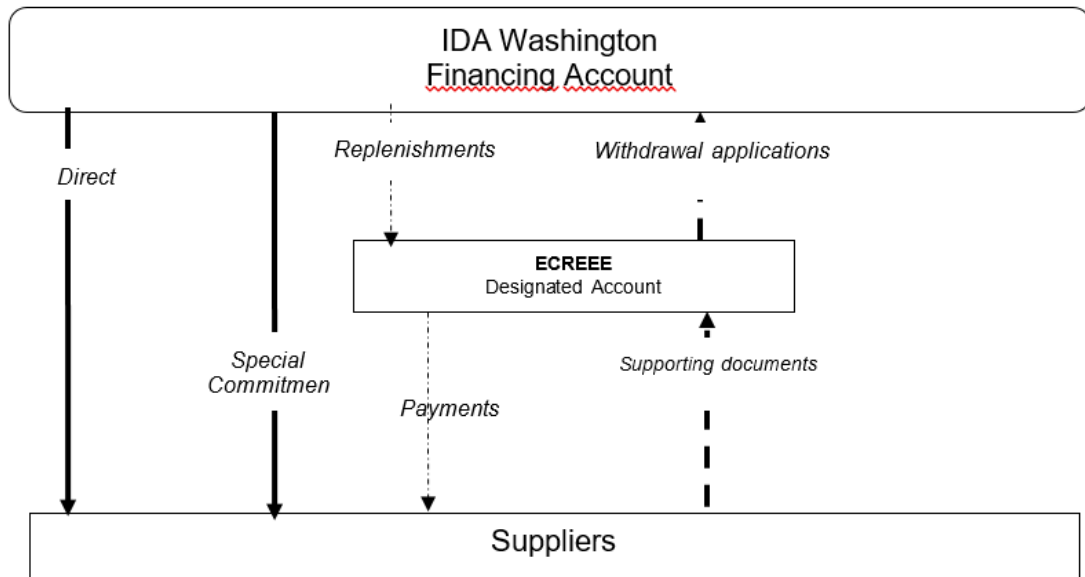 IDA Washington
Financing Account
Replenishments
Withdrawal applications
Direct
ECREEE
Designated Account
Special
Commitmen
Supporting documents
Payments
Suppliers